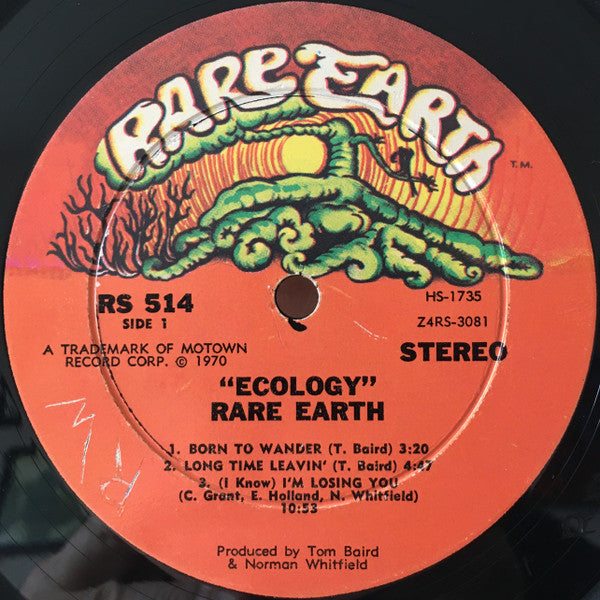 RARE EARTH
T.M.
RS 514
SIDE 1
HS-1735
Z4RS-3081
A TRADEMARK OF MOTOWN
RECORD CORP. © 1970
STEREO
"ECOLOGY"
RARE EARTH
1. BORN TO WANDER (T. Baird) 3:20
2. LONG TIME LEAVIN' (T. Baird) 4:47
3. (I Know) I'M LOSING YOU
(C. Grant, E. Holland, N. Whitfield)
10:53
Produced by Tom Baird
& Norman Whitfield